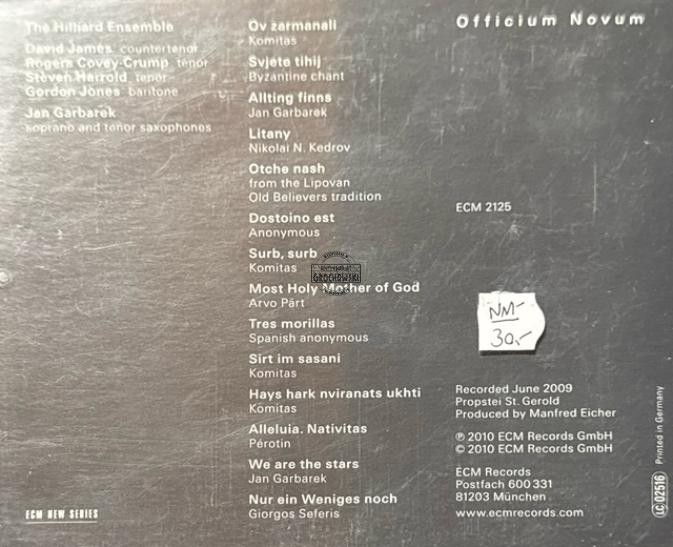 The Hilliard Ensemble
David James countertenor
Rogers Covey-Crump tenor
Steven Harrold tenor
Gordon Jones baritone
Jan Garbarek
soprano and tenor saxophones
ECM NEW SERIES
Ov zarmanali
Komitas
Svjete tihij
Byzantine chant
Allting finns
Jan Garbarek
Litany
Nikolai N. Kedrov
Otche nash
from the Lipovan
Old Believers tradition
Dostoino est
Anonymous
Surb, surb
Komitas
Most Holy Mother of God
Arvo Pärt
Tres morillas
Spanish anonymous
Sirt im sasani
Komitas
Hays hark nviranats ukhti
Komitas
Alleluia. Nativitas
Pérotin
We are the stars
Jan Garbarek
Nur ein Weniges noch
Giorgos Seferis
GROCHOWSKI
Officium Novum
ECM 2125
NM-
30,-
Recorded June 2009
Propstei St. Gerold
Produced by Manfred Eicher
℗ 2010 ECM Records GmbH
© 2010 ECM Records GmbH
ECM Records
Postfach 600 331
81203 München
www.ecmrecords.com
Printed in Germany
LC 02516